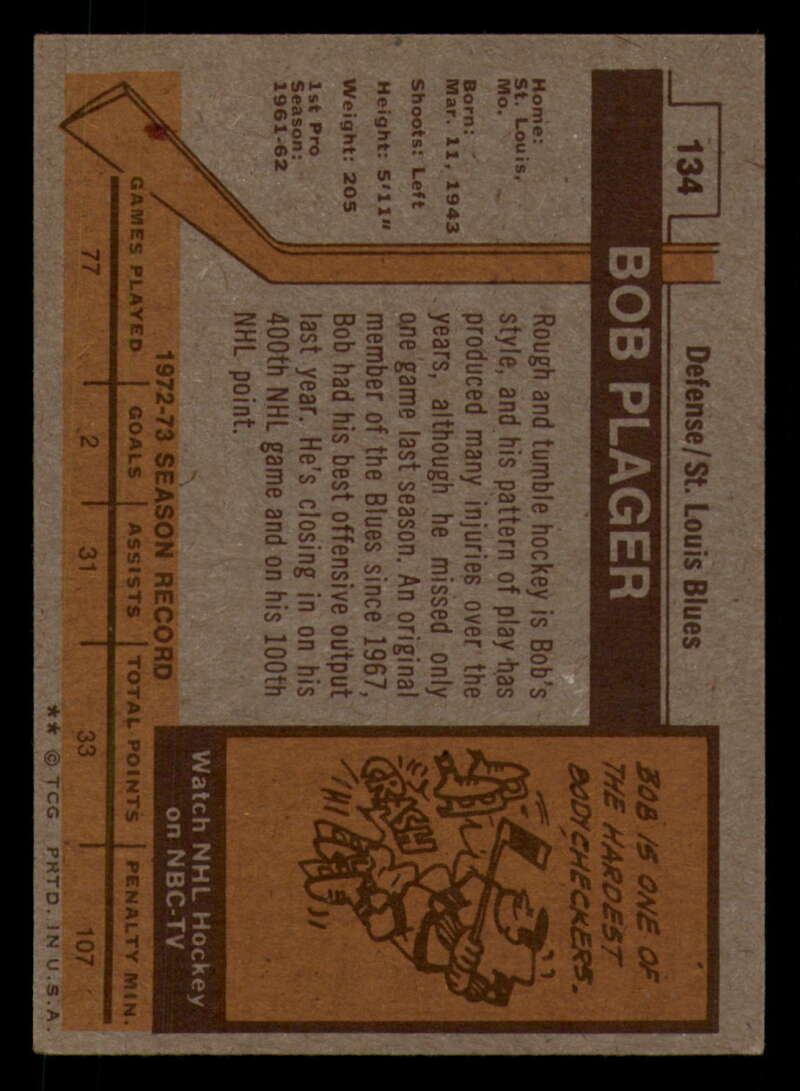 134
Defense/St. Louis Blues
BOB PLAGER
Home:
St. Louis,
Mo.
Born:
Mar. 11, 1943
Shoots: Left
Height: 5'11"
Weight: 205
1st Pro
Season:
1961-62
Rough and tumble hockey is Bob's
style, and his pattern of play has
produced many injuries over the
years, although he missed only
one game last season. An original
member of the Blues since 1967,
Bob had his best offensive output
last year. He's closing in on his
400th NHL game and on his 100th
NHL point.
BOB IS ONE OF
THE HARDEST
BODYCHECKERS.
CRASH
Watch NHL Hockey
on NBC-TV
1972-73 SEASON RECORD
GAMES PLAYED GOALS ASSISTS TOTAL POINTS PENALTY MIN.
77 2 31 33 107
** © TCG PRTD. IN U.S.A.